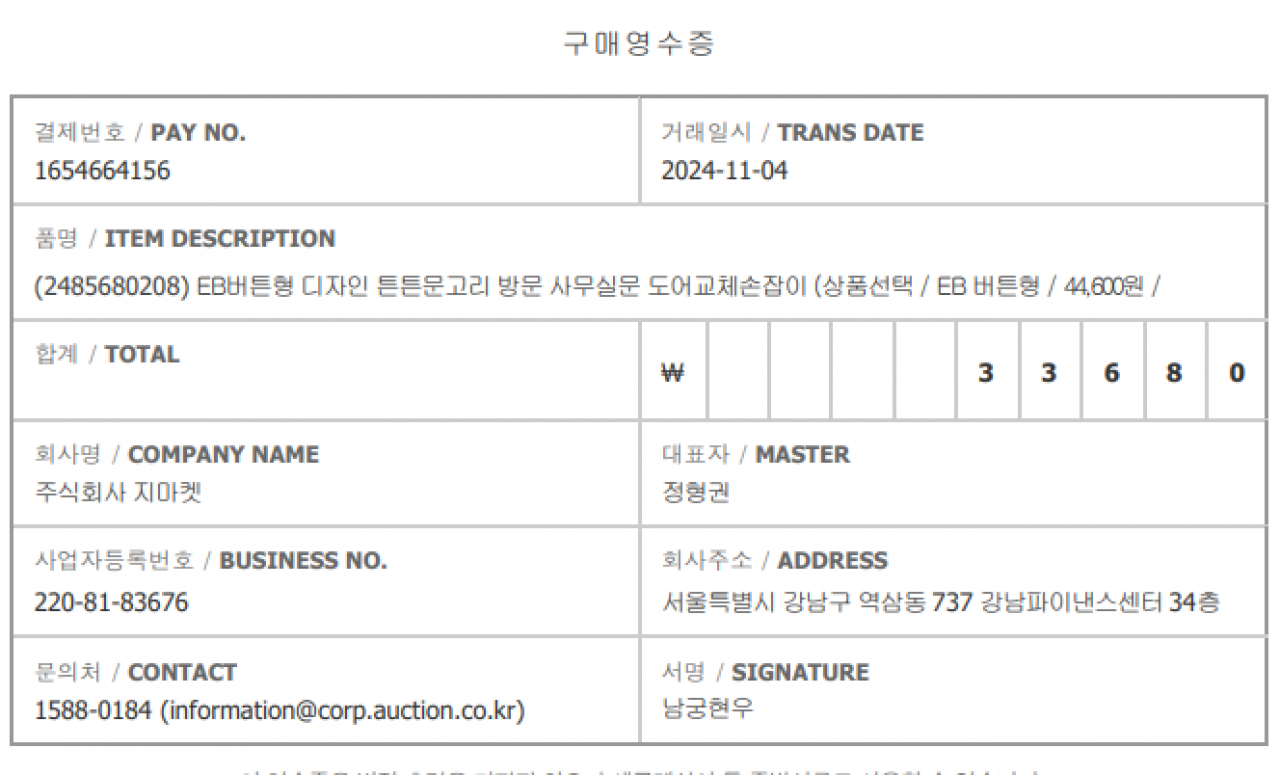 구매영수증
결제번호 / PAY NO.
1654664156
거래일시 / TRANS DATE
2024-11-04
품명 / ITEM DESCRIPTION
(2485680208) EB버튼형 디자인 튼튼문고리 방문 사무실문 도어교체손잡이 (상품선택 / EB 버튼형 / 44,600원 /
합계 / TOTAL
₩ 3 3 6 8 0
회사명 / COMPANY NAME
주식회사 지마켓
대표자 / MASTER
정형권
사업자등록번호 / BUSINESS NO.
220-81-83676
회사주소 / ADDRESS
서울특별시 강남구 역삼동 737 강남파이낸스센터 34층
문의처 / CONTACT
1588-0184 (information@corp.auction.co.kr)
서명 / SIGNATURE
남궁현우